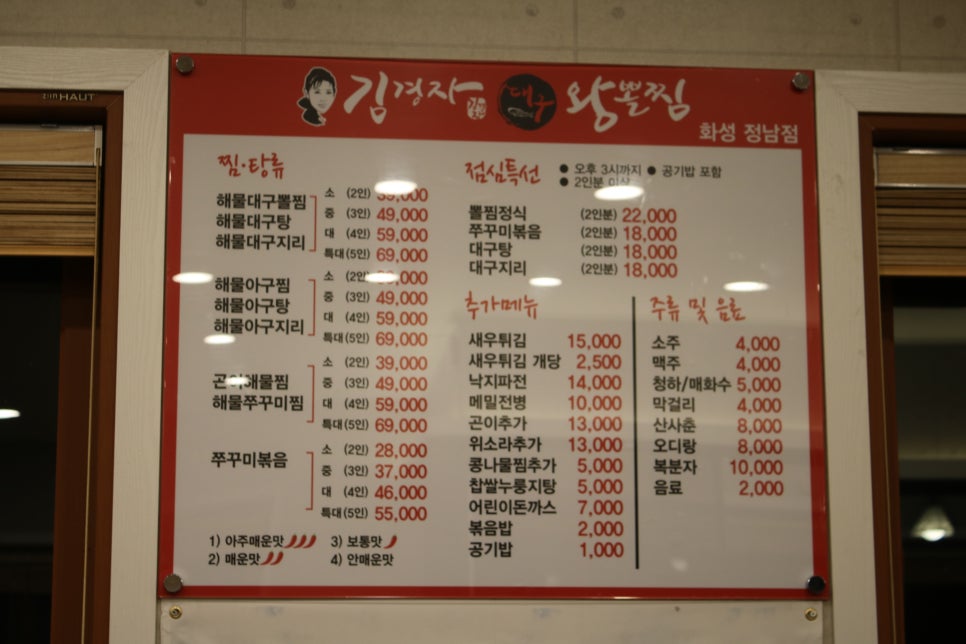 zinHAUT
김경자 대구 왕뽈찜
화성 정남점
찜·탕류
해물대구뽈찜
해물대구탕
해물대구지리
소 (2인) 39,000
중 (3인) 49,000
대 (4인) 59,000
특대(5인) 69,000
해물아구찜
해물아구탕
해물아구지리
소 (2인)
중 (3인) 49,000
대 (4인) 59,000
특대(5인) 69,000
곤이해물찜
해물쭈꾸미찜
소 (2인) 39,000
중 (3인) 49,000
대 (4인) 59,000
특대(5인) 69,000
쭈꾸미볶음
소 (2인) 28,000
중 (3인) 37,000
대 (4인) 46,000
특대(5인) 55,000
1) 아주매운맛
2) 매운맛
3) 보통맛
4) 안매운맛
점심특선
● 오후 3시까지 ● 공기밥 포함
● 2인분 이상
뽈찜정식 (2인분) 22,000
쭈꾸미볶음 (2인분) 18,000
대구탕 (2인분) 18,000
대구지리 (2인분) 18,000
추가메뉴
새우튀김 15,000
새우튀김 개당 2,500
낙지파전 14,000
메밀전병 10,000
곤이추가 13,000
위소라추가 13,000
콩나물찜추가 5,000
찹쌀누룽지탕 5,000
어린이돈까스 7,000
볶음밥 2,000
공기밥 1,000
주류 및 음료
소주 4,000
맥주 4,000
청하/매화수 5,000
막걸리 4,000
산사춘 8,000
오디랑 8,000
복분자 10,000
음료 2,000